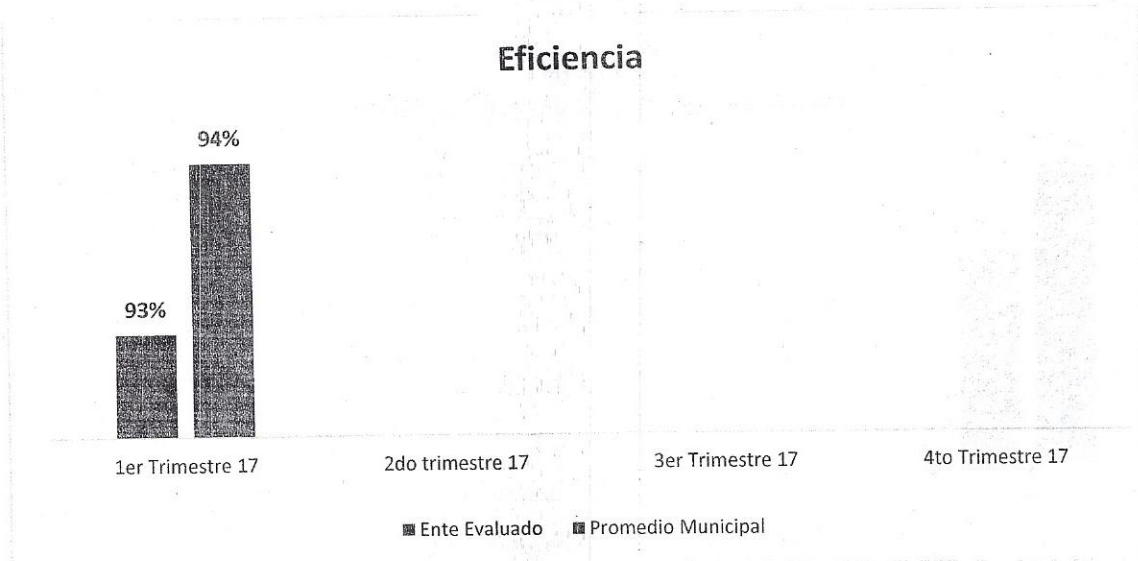 Eficiencia
94%
93%
1er Trimestre 17
2do trimestre 17
3er Trimestre 17
4to Trimestre 17
Ente Evaluado
Promedio Municipal